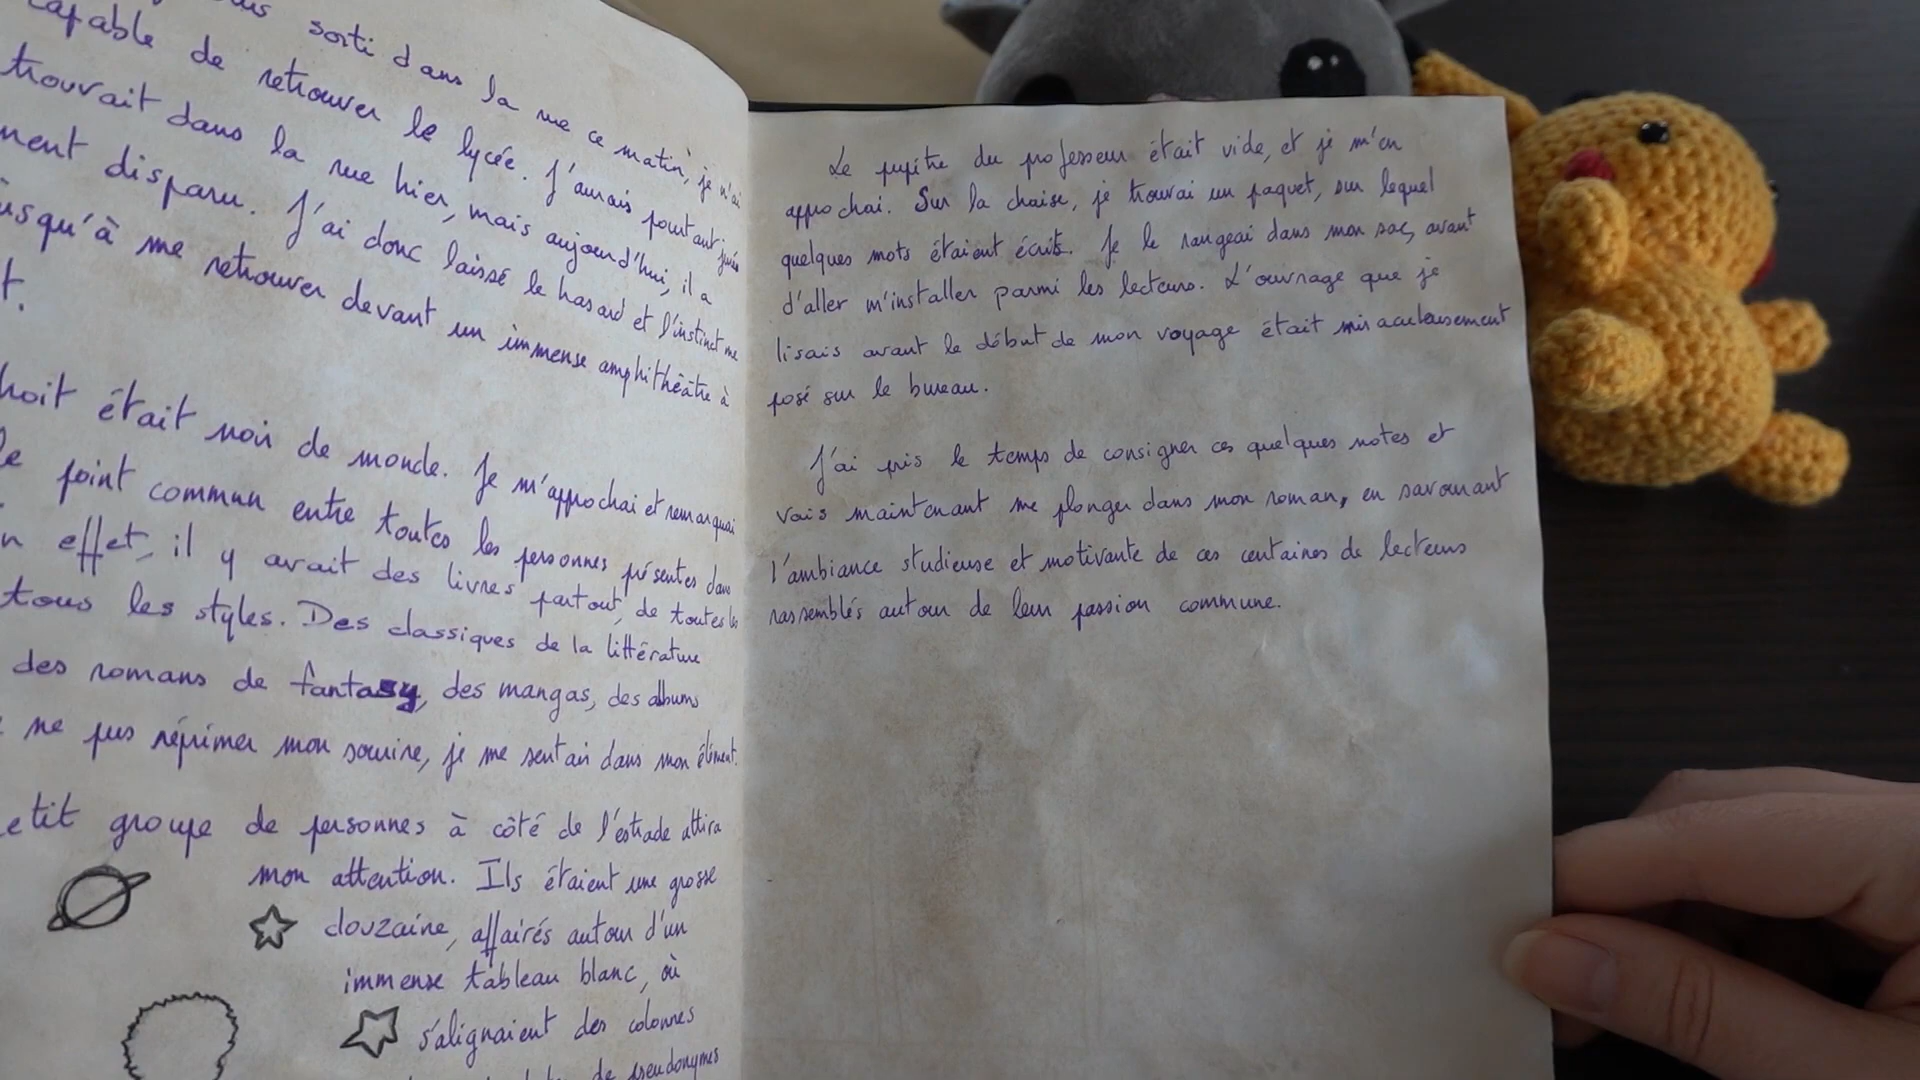 sorti dans la rue ce matin, je n'ai
capable de retrouver le lycée. J'aurais pourtant juré
trouvait dans la rue hier, mais aujourd'hui, il a
ment disparu. J'ai donc laissé le hasard et l'instinct me
usqu'à me retrouver devant un immense amphithéâtre à
t.
oit était noir de monde. Je m'approchai et remarquai
le point commun entre toutes les personnes présentes dans
n effet, il y avait des livres partout, de toutes les
tous les styles. Des classiques de la littérature
des romans de fantasy, des mangas, des albums
ne pus réprimer mon sourire, je me sentais dans mon élément.
etit groupe de personnes à côté de l'estrade attira
mon attention. Ils étaient une grosse
douzaine, affairés autour d'un
immense tableau blanc, où
s'alignaient des colonnes
de pseudonymes
Le pupitre du professeur était vide, et je m'en
approchai. Sur la chaise, je trouvai un paquet, sur lequel
quelques mots étaient écrits. Je le rangeai dans mon sac, avant
d'aller m'installer parmi les lecteurs. L'ouvrage que je
lisais avant le début de mon voyage était miraculeusement
posé sur le bureau.
J'ai pris le temps de consigner ces quelques notes et
vais maintenant me plonger dans mon roman, en savourant
l'ambiance studieuse et motivante de ces centaines de lecteurs
rassemblés autour de leur passion commune.